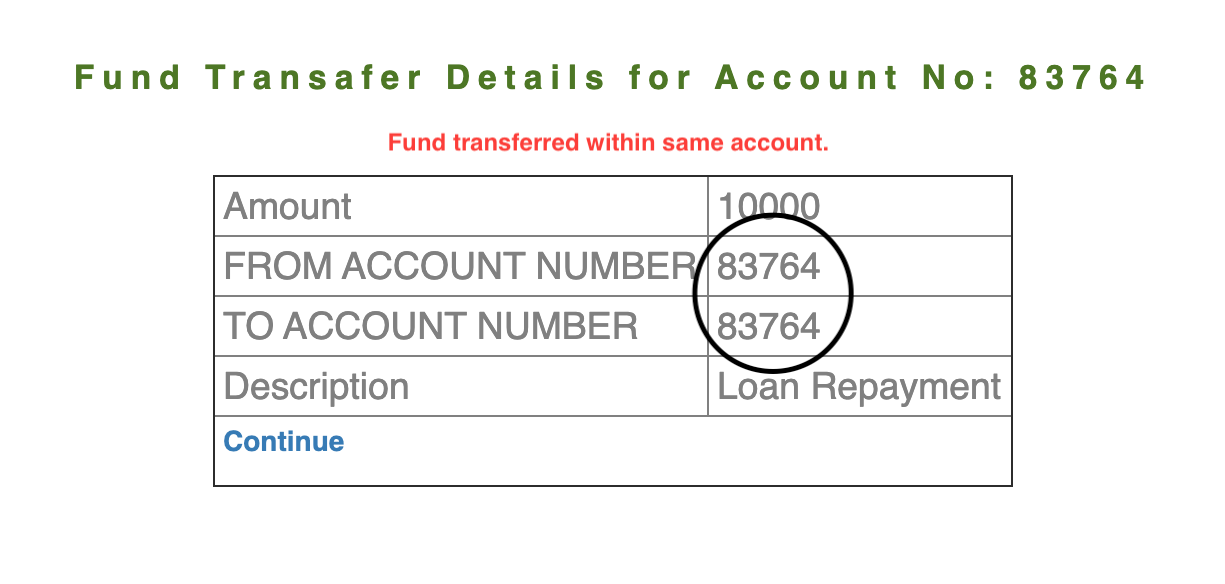 Fund Transafer Details for Account No: 83764
Fund transferred within same account.
Amount 10000
FROM ACCOUNT NUMBER 83764
TO ACCOUNT NUMBER 83764
Description Loan Repayment
Continue